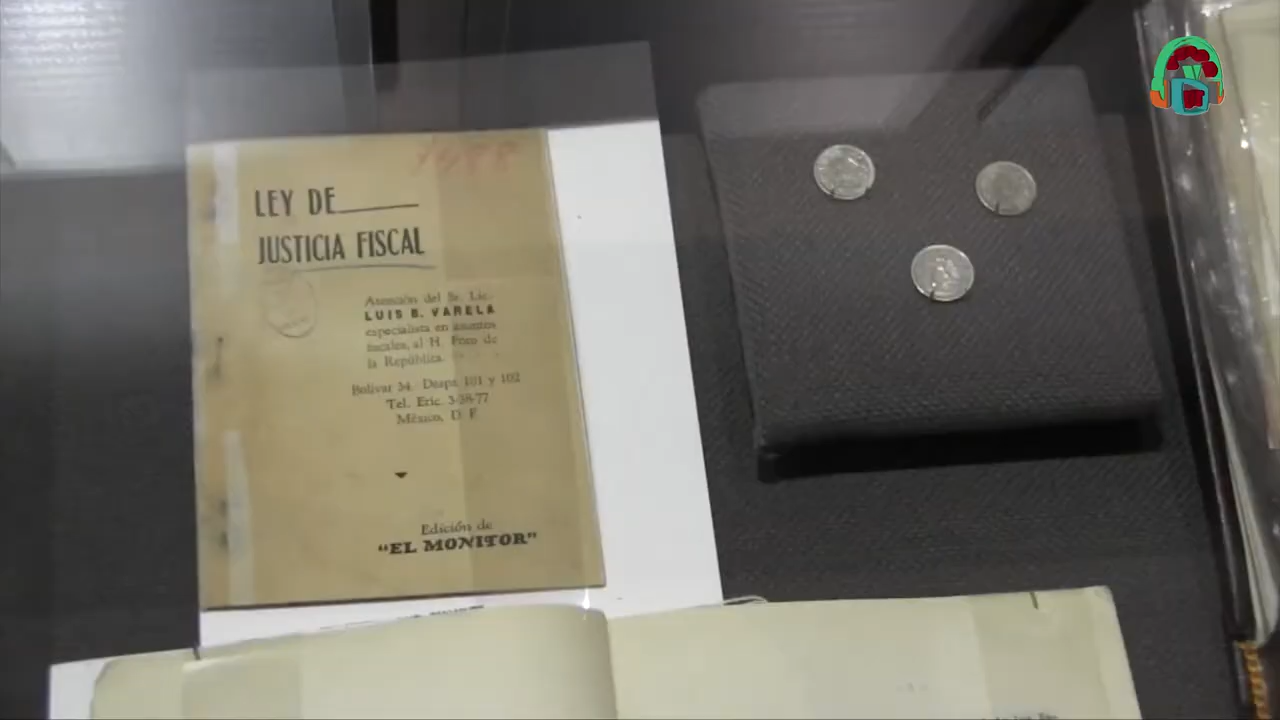 LEY DE
JUSTICIA FISCAL
Atención del Sr. Lic.
LUIS B. VARELA
especialista en asuntos
fiscales, al H. Foro de
la República.
Bolívar 34. Desps. 101 y 102
Tel. Eric. 3-38-77
México, D. F.
Edición de
"EL MONITOR"